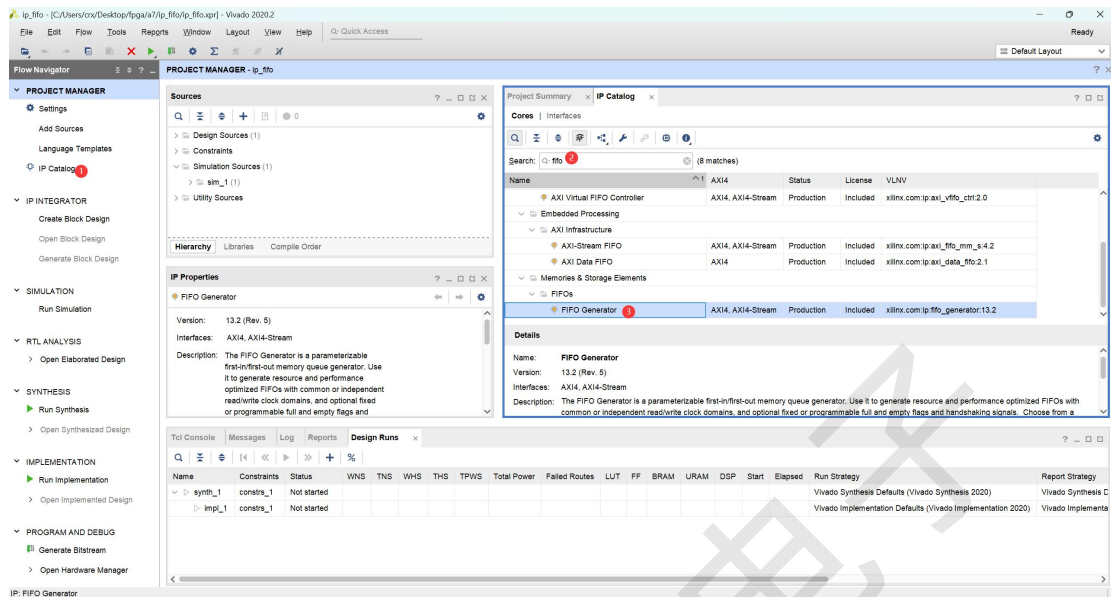 ip_fifo - [C:/Users/crx/Desktop/fpga/a7/ip_fifo/ip_fifo.xpr] - Vivado 2020.2
File Edit Flow Tools Reports Window Layout View Help Quick Access
Ready
Default Layout
Flow Navigator
PROJECT MANAGER - ip_fifo
PROJECT MANAGER
Settings
Add Sources
Language Templates
IP Catalog 1
IP INTEGRATOR
Create Block Design
Open Block Design
Generate Block Design
SIMULATION
Run Simulation
RTL ANALYSIS
Open Elaborated Design
SYNTHESIS
Run Synthesis
Open Synthesized Design
IMPLEMENTATION
Run Implementation
Open Implemented Design
PROGRAM AND DEBUG
Generate Bitstream
Open Hardware Manager
Sources
0
Design Sources (1)
Constraints
Simulation Sources (1)
sim_1 (1)
Utility Sources
Hierarchy Libraries Compile Order
IP Properties
FIFO Generator
Version: 13.2 (Rev. 5)
Interfaces: AXI4, AXI4-Stream
Description: The FIFO Generator is a parameterizable
first-in/first-out memory queue generator. Use
it to generate resource and performance
optimized FIFOs with common or independent
read/write clock domains, and optional fixed
or programmable full and empty flags and
Project Summary IP Catalog
Cores | Interfaces
Search: fifo 2 (8 matches)
Name 1 AXI4 Status License VLNV
AXI Virtual FIFO Controller AXI4, AXI4-Stream Production Included xilinx.com:ip:axi_vfifo_ctrl:2.0
Embedded Processing
AXI Infrastructure
AXI-Stream FIFO AXI4, AXI4-Stream Production Included xilinx.com:ip:axi_fifo_mm_s:4.2
AXI Data FIFO AXI4 Production Included xilinx.com:ip:axi_data_fifo:2.1
Memories & Storage Elements
FIFOs
FIFO Generator 3 AXI4, AXI4-Stream Production Included xilinx.com:ip:fifo_generator:13.2
Details
Name: FIFO Generator
Version: 13.2 (Rev. 5)
Interfaces: AXI4, AXI4-Stream
Description: The FIFO Generator is a parameterizable first-in/first-out memory queue generator. Use it to generate resource and performance optimized FIFOs with
common or independent read/write clock domains, and optional fixed or programmable full and empty flags and handshaking signals. Choose from a
Tcl Console Messages Log Reports Design Runs
Name Constraints Status WNS TNS WHS THS TPWS Total Power Failed Routes LUT FF BRAM URAM DSP Start Elapsed Run Strategy Report Strategy
synth_1 constrs_1 Not started Vivado Synthesis Defaults (Vivado Synthesis 2020) Vivado Synthesis D
impl_1 constrs_1 Not started Vivado Implementation Defaults (Vivado Implementation 2020) Vivado Implementa
IP: FIFO Generator